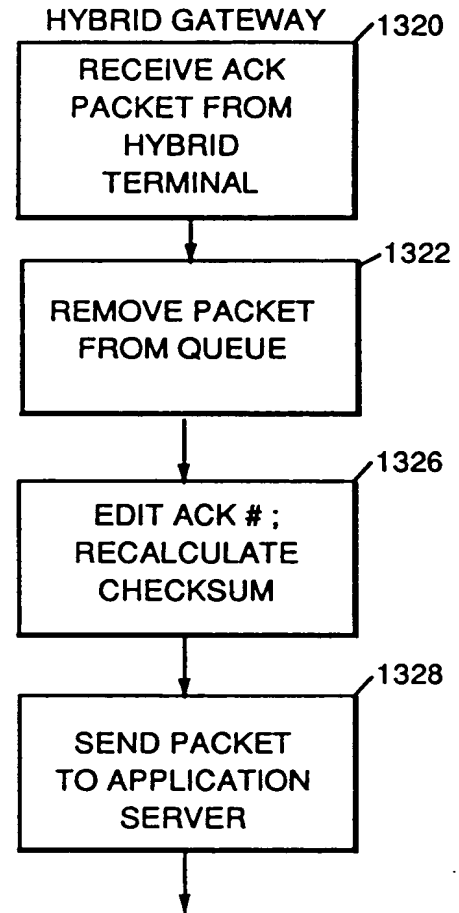 HYBRID GATEWAY
1320
RECEIVE ACK
PACKET FROM
HYBRID
TERMINAL
1322
REMOVE PACKET
FROM QUEUE
1326
EDIT ACK # ;
RECALCULATE
CHECKSUM
1328
SEND PACKET
TO APPLICATION
SERVER